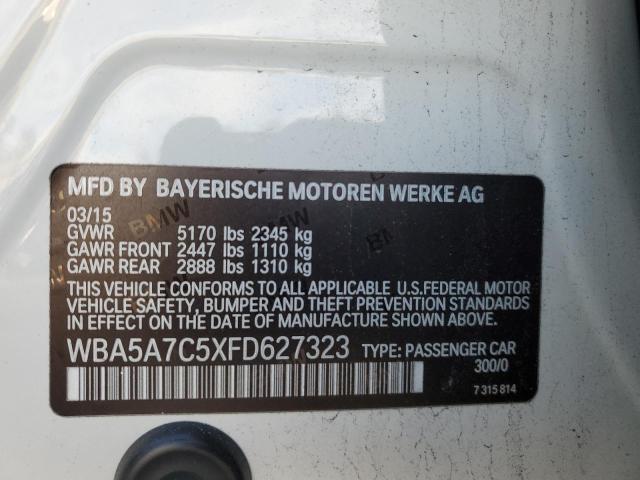 MFD BY BAYERISCHE MOTOREN WERKE AG
03/15
GVWR 5170 lbs 2345 kg
GAWR FRONT 2447 lbs 1110 kg
GAWR REAR 2888 lbs 1310 kg
THIS VEHICLE CONFORMS TO ALL APPLICABLE U.S.FEDERAL MOTOR
VEHICLE SAFETY, BUMPER AND THEFT PREVENTION STANDARDS IN
EFFECT ON THE DATE OF MANUFACTURE SHOWN ABOVE.
WBA5A7C5XFD627323 TYPE: PASSENGER CAR
300/0
7 315 814
BMW
BMW
BMW